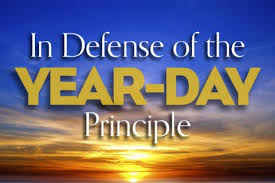 In Defense of the
YEAR-DAY
Principle